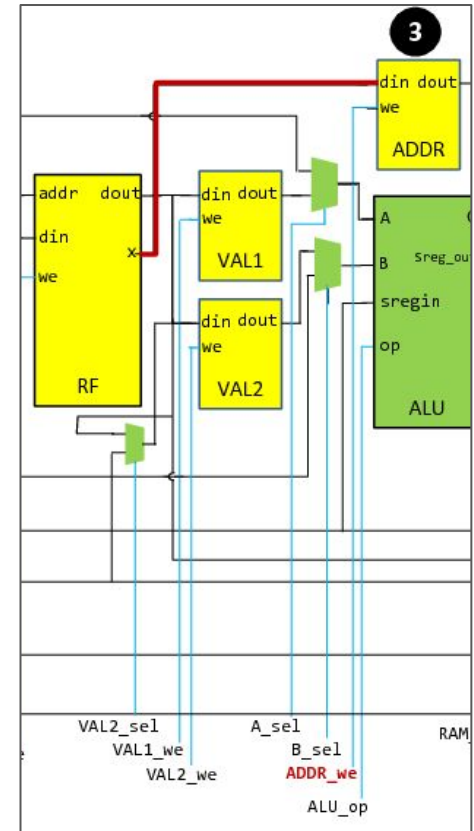 3
din dout
we
ADDR
addr dout
din
x
we
RF
din dout
we
VAL1
din dout
we
VAL2
A
B
Sreg_ou
sregin
op
ALU
VAL2_sel
VAL1_we
VAL2_we
A_sel
B_sel
ADDR_we
ALU_op
RAM_